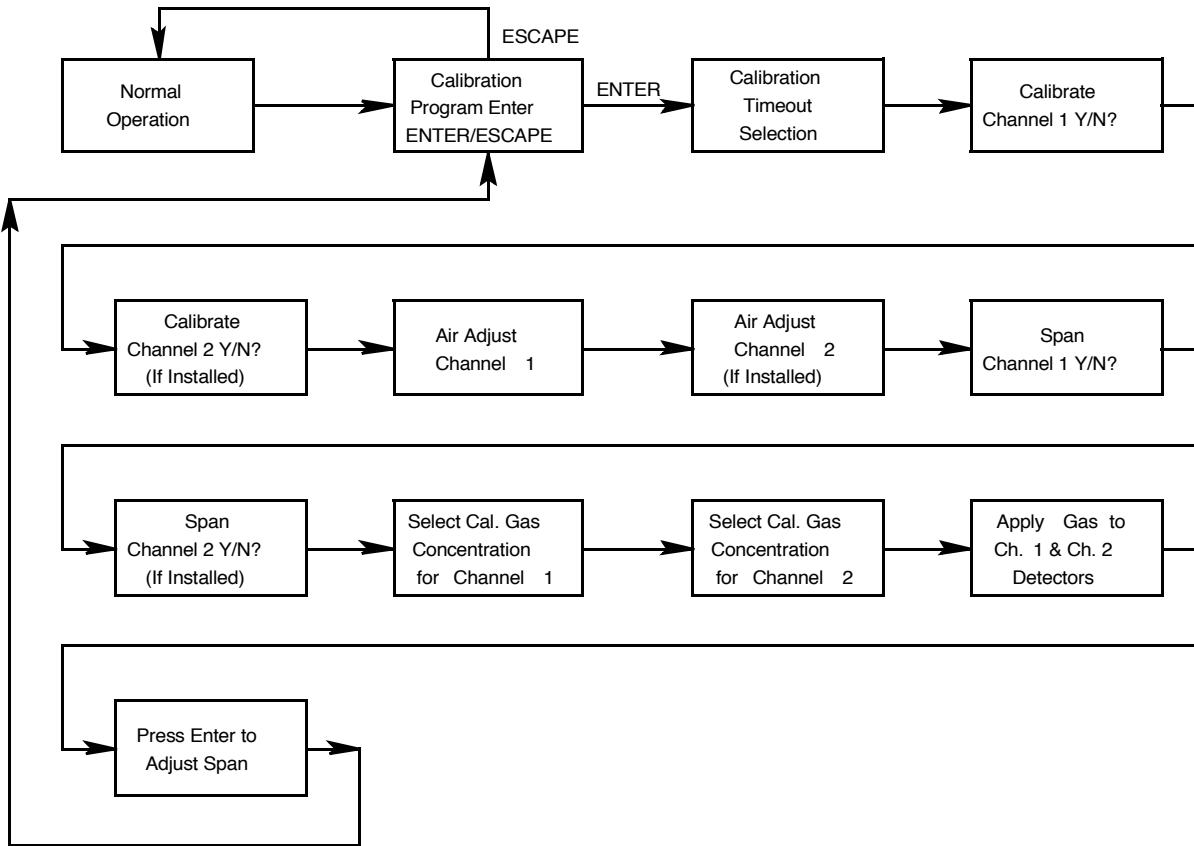 ESCAPE
Normal
Operation
Calibration
Program Enter
ENTER/ESCAPE
ENTER
Calibration
Timeout
Selection
Calibrate
Channel 1 Y/N?
Calibrate
Channel 2 Y/N?
(If Installed)
Air Adjust
Channel 1
Air Adjust
Channel 2
(If Installed)
Span
Channel 1 Y/N?
Span
Channel 2 Y/N?
(If Installed)
Select Cal. Gas
Concentration
for Channel 1
Select Cal. Gas
Concentration
for Channel 2
Apply Gas to
Ch. 1 & Ch. 2
Detectors
Press Enter to
Adjust Span